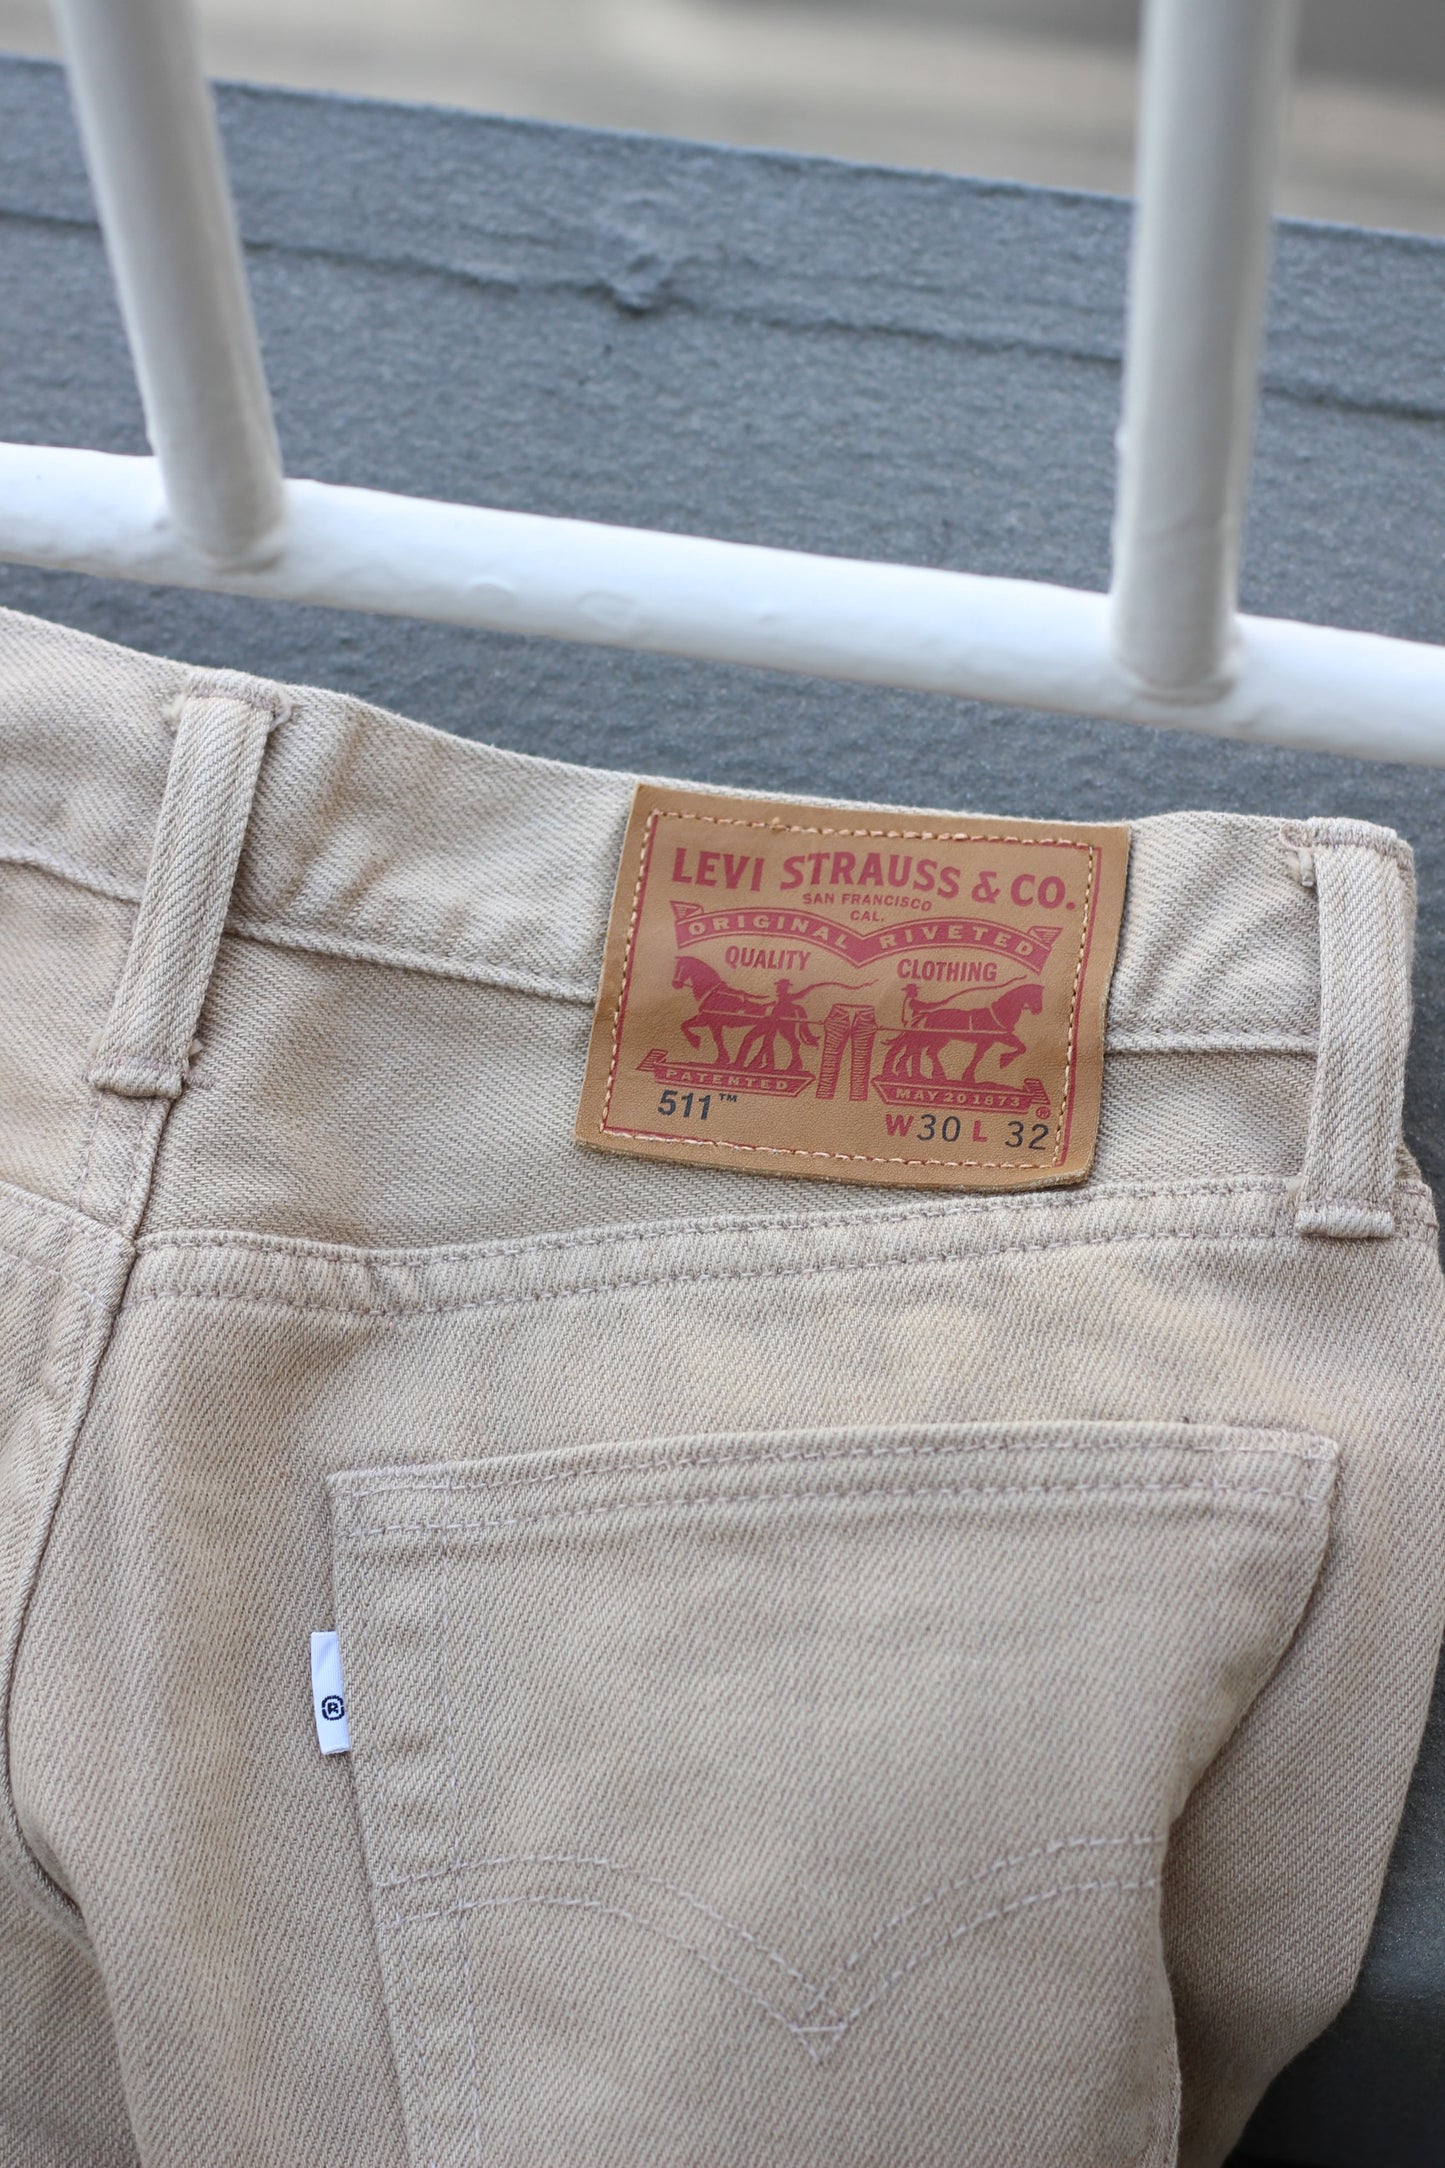 LEVI STRAUSS & CO.
SAN FRANCISCO
CAL.
ORIGINAL RIVETED
QUALITY CLOTHING
PATENTED MAY 20 1873
®
511™ W30 L 32
®